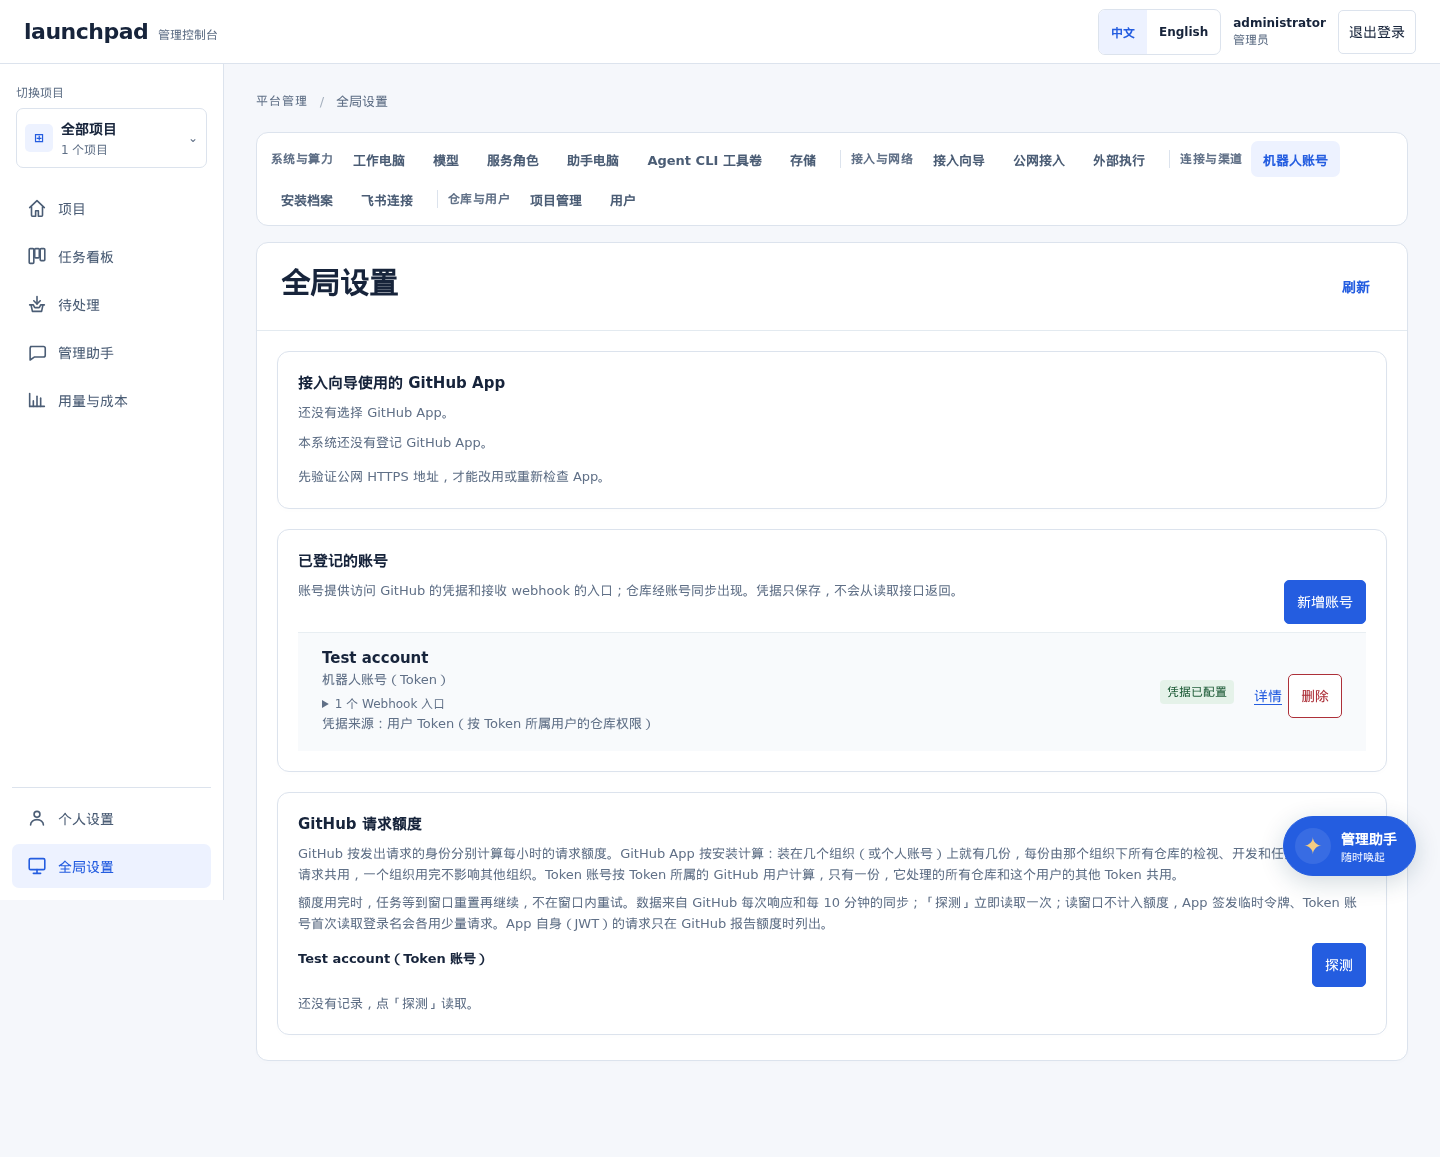 launchpad 管理控制台
中文 English
administrator
管理员
退出登录
切换项目
全部项目
1 个项目
项目
任务看板
待处理
管理助手
用量与成本
个人设置
全局设置
平台管理 / 全局设置
系统与算力 工作电脑 模型 服务角色 助手电脑 Agent CLI 工具卷 存储 接入与网络 接入向导 公网接入 外部执行 连接与渠道 机器人账号
安装档案 飞书连接 仓库与用户 项目管理 用户
全局设置
刷新
接入向导使用的 GitHub App
还没有选择 GitHub App。
本系统还没有登记 GitHub App。
先验证公网 HTTPS 地址，才能改用或重新检查 App。
已登记的账号
账号提供访问 GitHub 的凭据和接收 webhook 的入口；仓库经账号同步出现。凭据只保存，不会从读取接口返回。
新增账号
Test account
机器人账号（Token）
1 个 Webhook 入口
凭据来源：用户 Token（按 Token 所属用户的仓库权限）
凭据已配置
详情
删除
GitHub 请求额度
GitHub 按发出请求的身份分别计算每小时的请求额度。GitHub App 按安装计算：装在几个组织（或个人账号）上就有几份，每份由那个组织下所有仓库的检视、开发和任
请求共用，一个组织用完不影响其他组织。Token 账号按 Token 所属的 GitHub 用户计算，只有一份，它处理的所有仓库和这个用户的其他 Token 共用。
额度用完时，任务等到窗口重置再继续，不在窗口内重试。数据来自 GitHub 每次响应和每 10 分钟的同步；「探测」立即读取一次；读窗口不计入额度，App 签发临时令牌、Token 账
号首次读取登录名会各用少量请求。App 自身（JWT）的请求只在 GitHub 报告额度时列出。
Test account（Token 账号）
探测
还没有记录，点「探测」读取。
管理助手
随时唤起